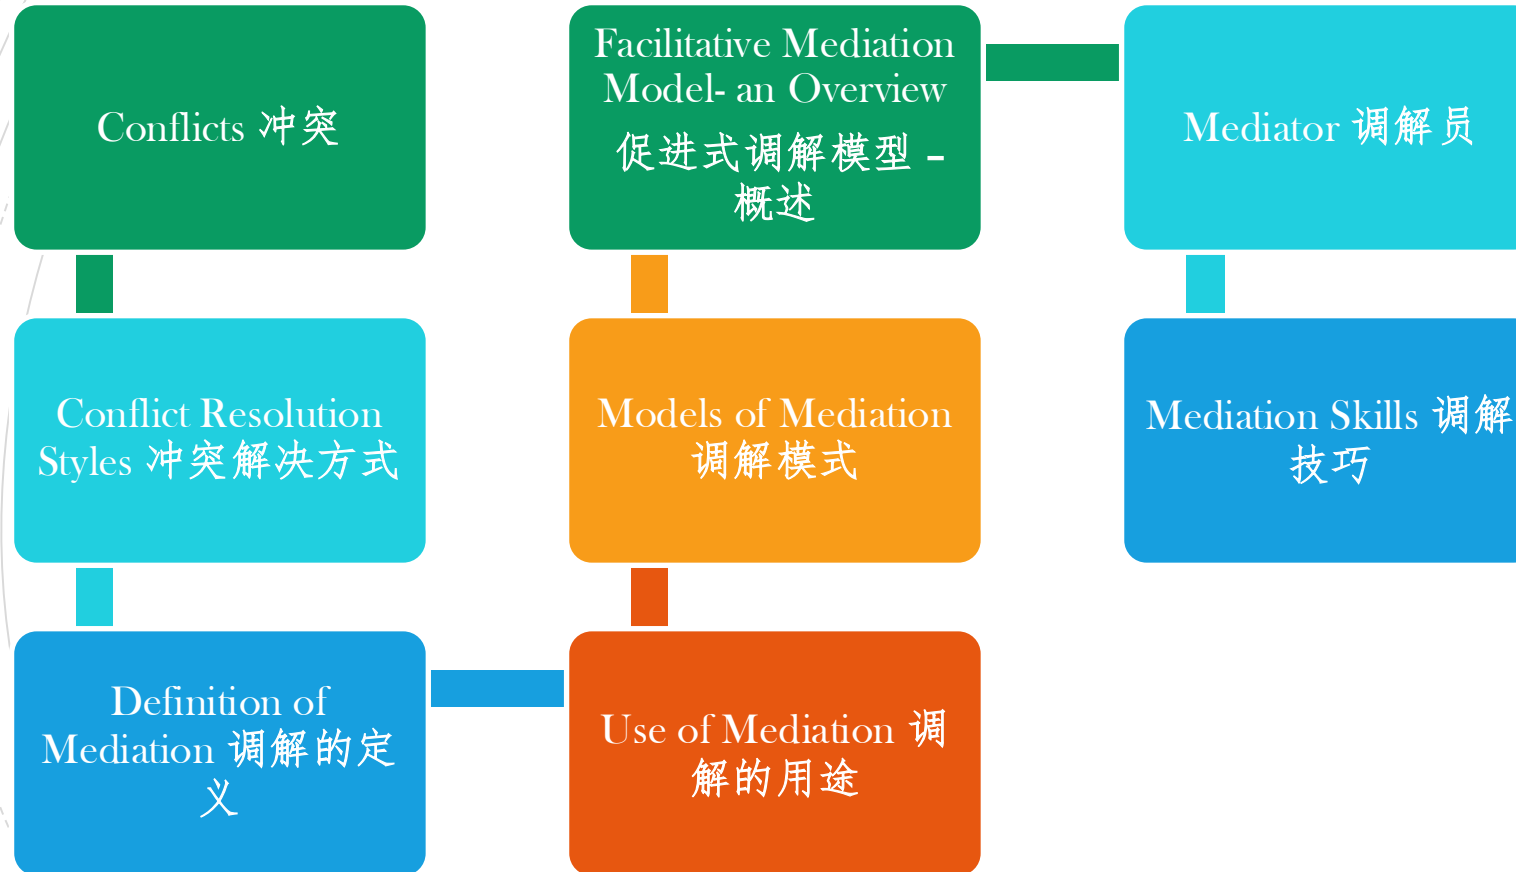 Conflicts 冲突
Conflict Resolution
Styles 冲突解决方式
Definition of
Mediation 调解的定
义
Use of Mediation 调
解的用途
Models of Mediation
调解模式
Facilitative Mediation
Model- an Overview
促进式调解模型 –
概述
Mediator 调解员
Mediation Skills 调解
技巧